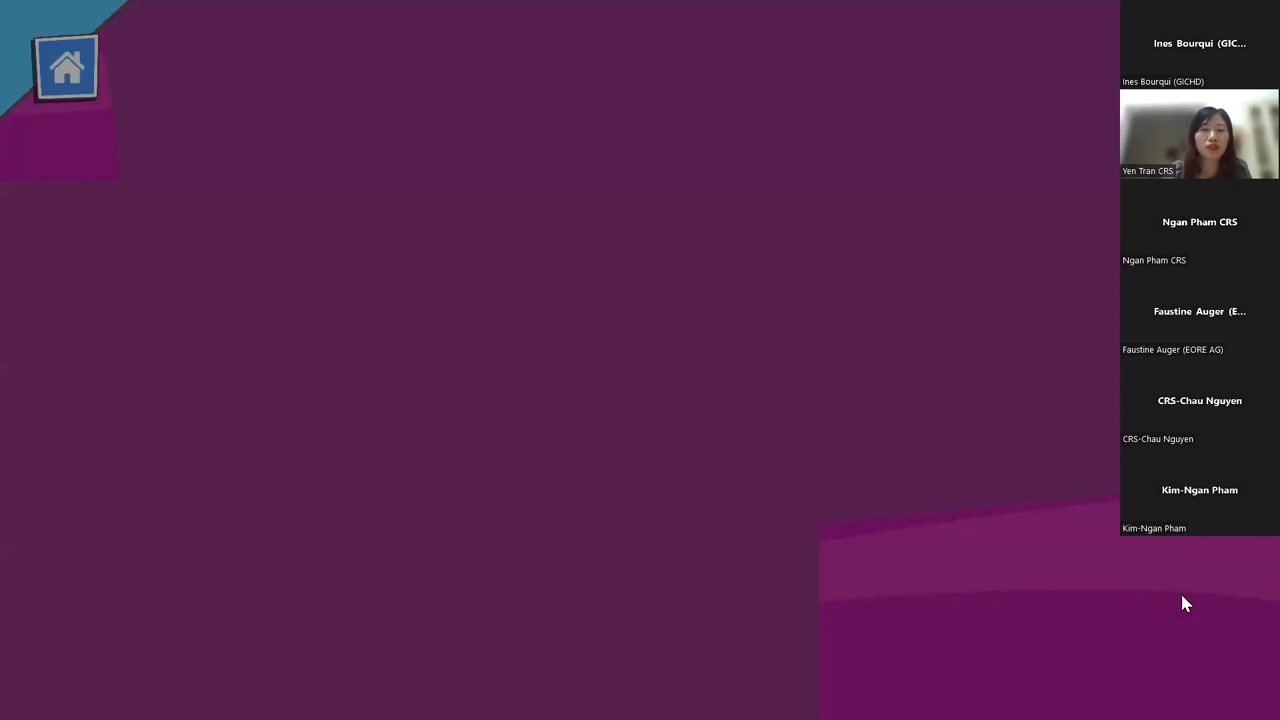 Ines Bourqui (GIC...
Ines Bourqui (GICHD)
Yen Tran CRS
Ngan Pham CRS
Ngan Pham CRS
Faustine Auger (E...
Faustine Auger (EORE AG)
CRS-Chau Nguyen
CRS-Chau Nguyen
Kim-Ngan Pham
Kim-Ngan Pham